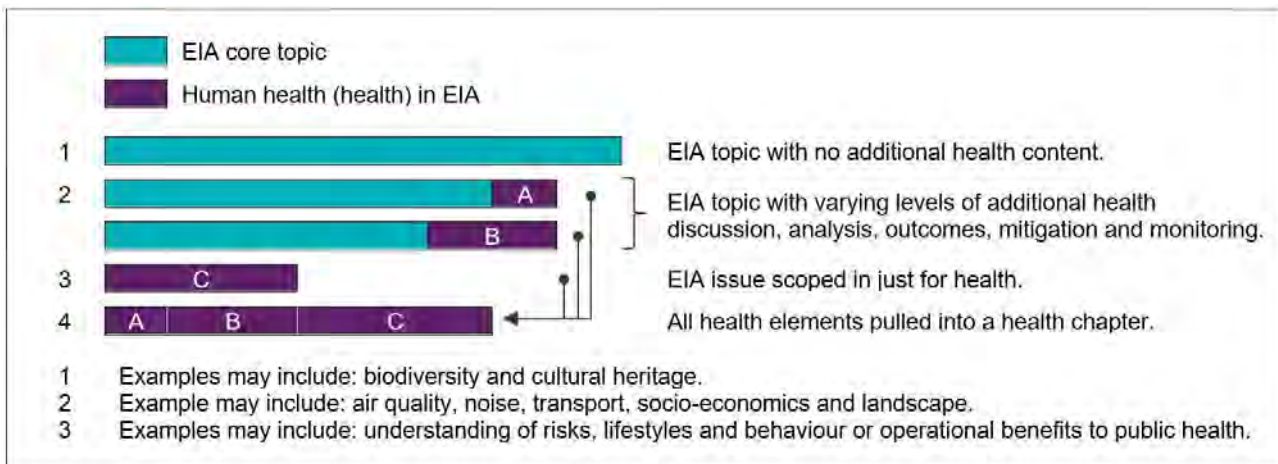 EIA core topic
Human health (health) in EIA
1 EIA topic with no additional health content.
2 A EIA topic with varying levels of additional health
B discussion, analysis, outcomes, mitigation and monitoring.
3 C EIA issue scoped in just for health.
4 A B C All health elements pulled into a health chapter.
1 Examples may include: biodiversity and cultural heritage.
2 Example may include: air quality, noise, transport, socio-economics and landscape.
3 Examples may include: understanding of risks, lifestyles and behaviour or operational benefits to public health.